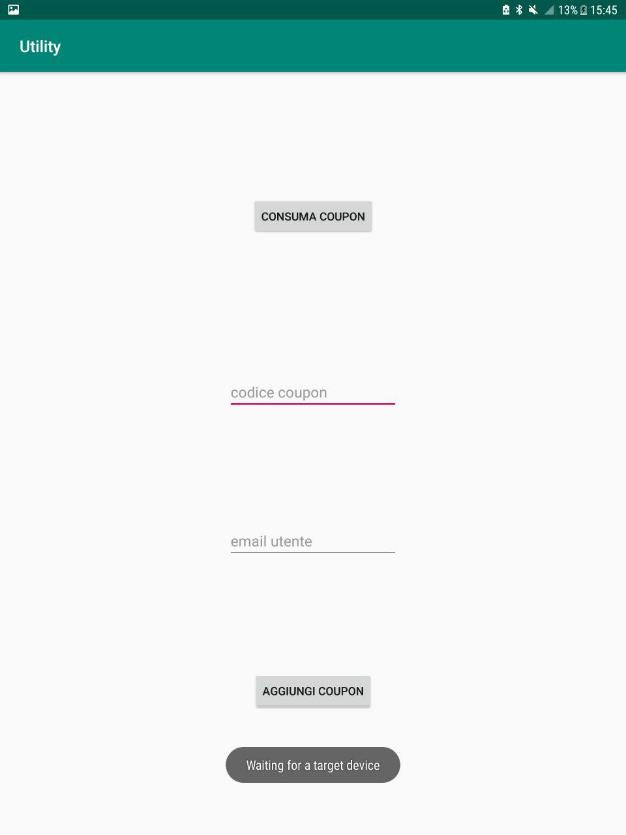 13% 15:45
Utility
CONSUMA COUPON
codice coupon
email utente
AGGIUNGI COUPON
Waiting for a target device